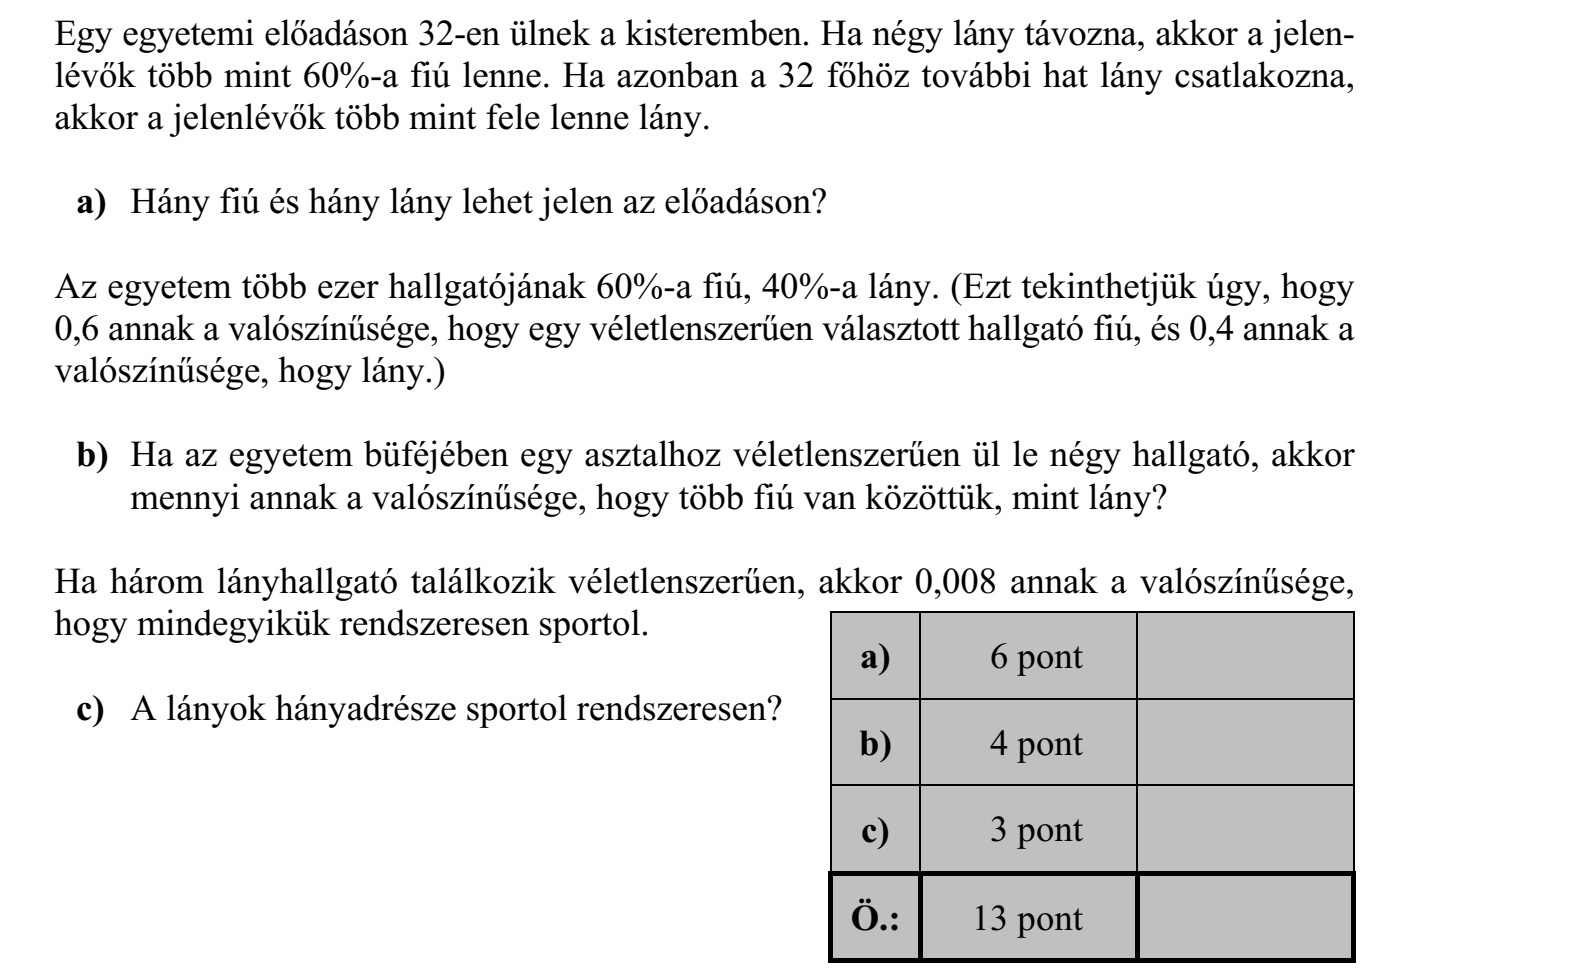 Egy egyetemi előadáson 32-en ülnek a kisteremben. Ha négy lány távozna, akkor a jelen-
lévők több mint 60%-a fiú lenne. Ha azonban a 32 főhöz további hat lány csatlakozna,
akkor a jelenlévők több mint fele lenne lány.
a) Hány fiú és hány lány lehet jelen az előadáson?
Az egyetem több ezer hallgatójának 60%-a fiú, 40%-a lány. (Ezt tekinthetjük úgy, hogy
0,6 annak a valószínűsége, hogy egy véletlenszerűen választott hallgató fiú, és 0,4 annak a
valószínűsége, hogy lány.)
b) Ha az egyetem büféjében egy asztalhoz véletlenszerűen ül le négy hallgató, akkor
mennyi annak a valószínűsége, hogy több fiú van közöttük, mint lány?
Ha három lányhallgató találkozik véletlenszerűen, akkor 0,008 annak a valószínűsége,
hogy mindegyikük rendszeresen sportol.
c) A lányok hányadrésze sportol rendszeresen?
a) 6 pont
b) 4 pont
c) 3 pont
Ö.: 13 pont